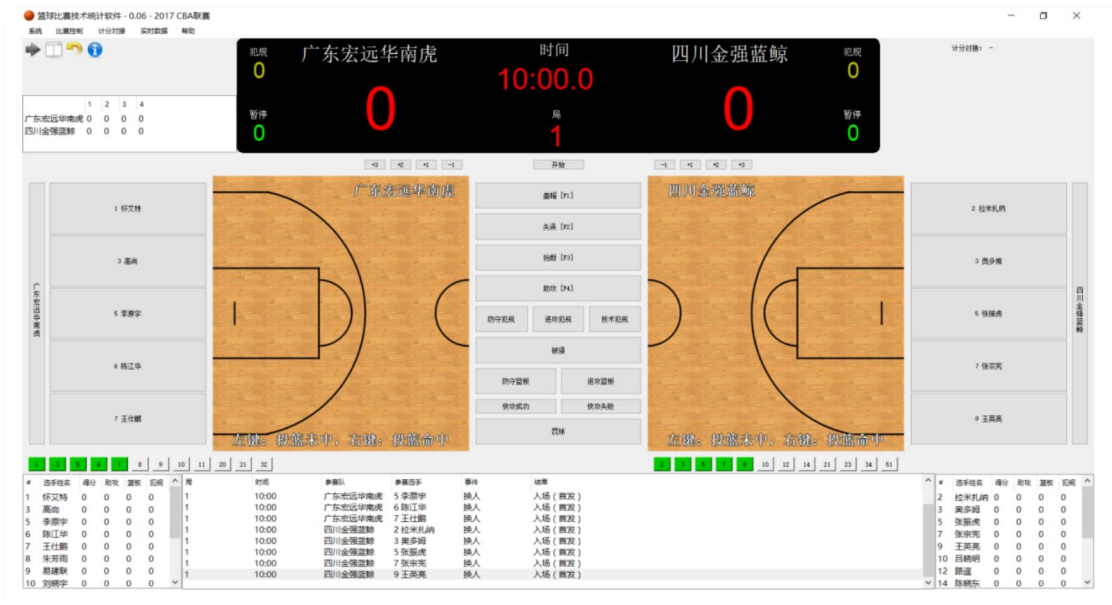 篮球比赛技术统计软件 - 0.06 - 2017 CBA联赛
系统 比赛控制 计分对接 实时数据 帮助
计分对接: -
犯规 广东宏远华南虎 时间 四川金强蓝鲸 犯规
0 10:00.0 0
0 0
暂停 局 暂停
0 1 0
1 2 3 4
广东宏远华南虎 0 0 0 0
四川金强蓝鲸 0 0 0 0
+3 +2 +1 -1 开始 -1 +1 +2 +3
广东宏远华南虎 四川金强蓝鲸
广东宏远华南虎
1 怀艾特
3 高尚
5 李原宇
6 陈江华
7 王仕鹏
盖帽 [F1]
失误 [F2]
抢断 [F3]
助攻 [F4]
防守犯规 进攻犯规 技术犯规
被侵
防守篮板 进攻篮板
快攻成功 快攻失败
罚球
2 拉米扎纳
3 奥多姆
5 张振虎
7 张宗宪
9 王英亮
四川金强蓝鲸
左键: 投篮未中, 右键: 投篮命中 左键: 投篮未中, 右键: 投篮命中
1 3 5 6 7 8 9 10 11 20 21 32
2 3 5 7 9 10 12 14 21 23 34 51
# 选手姓名 得分 助攻 篮板 犯规
1 怀艾特 0 0 0 0
3 高尚 0 0 0 0
5 李原宇 0 0 0 0
6 陈江华 0 0 0 0
7 王仕鹏 0 0 0 0
8 朱芳雨 0 0 0 0
9 易建联 0 0 0 0
10 刘晓宇 0 0 0 0
局 时间 参赛队 参赛选手 事件 结果
1 10:00 广东宏远华南虎 5 李原宇 换人 入场 ( 首发 )
1 10:00 广东宏远华南虎 6 陈江华 换人 入场 ( 首发 )
1 10:00 广东宏远华南虎 7 王仕鹏 换人 入场 ( 首发 )
1 10:00 四川金强蓝鲸 2 拉米扎纳 换人 入场 ( 首发 )
1 10:00 四川金强蓝鲸 3 奥多姆 换人 入场 ( 首发 )
1 10:00 四川金强蓝鲸 5 张振虎 换人 入场 ( 首发 )
1 10:00 四川金强蓝鲸 7 张宗宪 换人 入场 ( 首发 )
1 10:00 四川金强蓝鲸 9 王英亮 换人 入场 ( 首发 )
# 选手姓名 得分 助攻 篮板 犯规
2 拉米扎纳 0 0 0 0
3 奥多姆 0 0 0 0
5 张振虎 0 0 0 0
7 张宗宪 0 0 0 0
9 王英亮 0 0 0 0
10 吕晓明 0 0 0 0
12 路遥 0 0 0 0
14 陈晓东 0 0 0 0